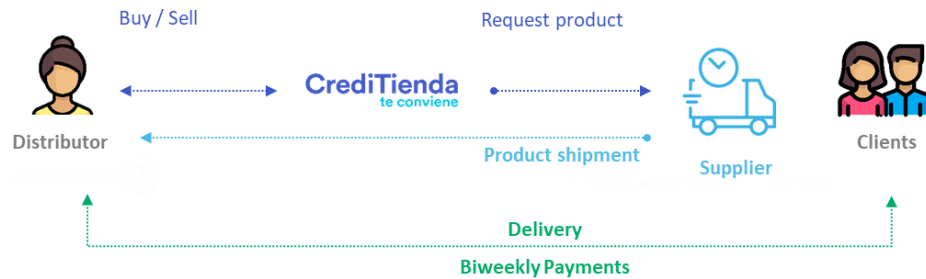 Buy / Sell
Request product
CrediTienda
te conviene
Distributor
Product shipment
Supplier
Clients
Delivery
Biweekly Payments